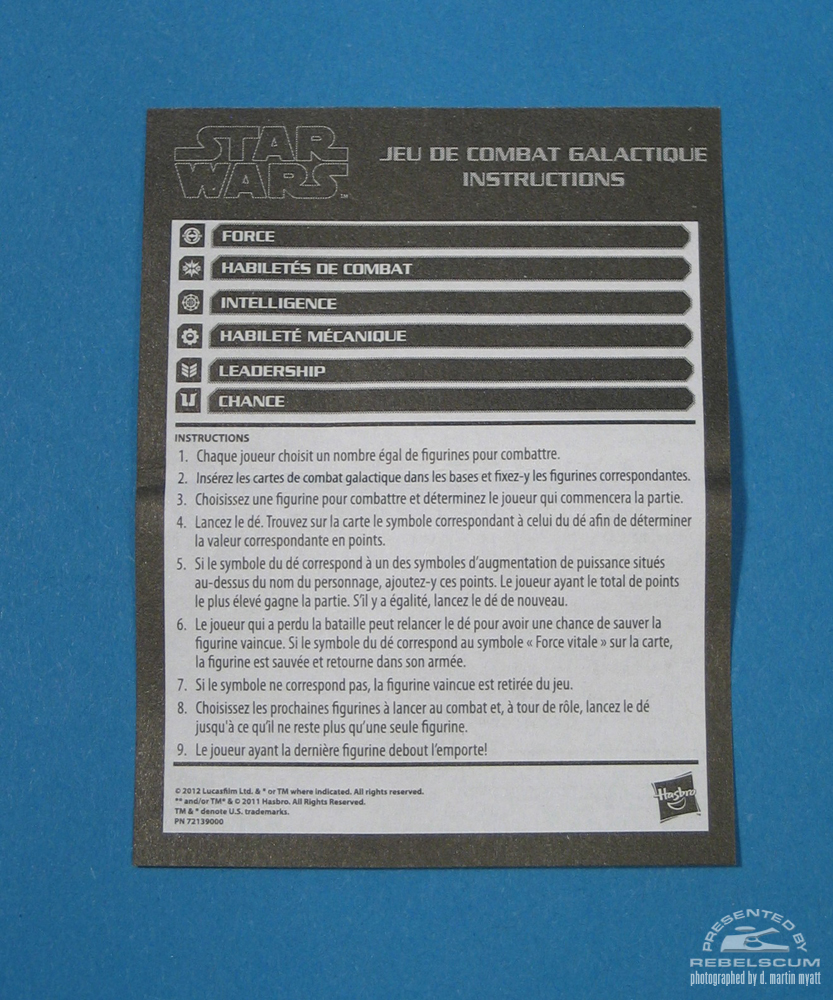 STAR
WARS
TM
JEU DE COMBAT GALACTIQUE
INSTRUCTIONS
FORCE
HABILETÉS DE COMBAT
INTELLIGENCE
HABILETÉ MÉCANIQUE
LEADERSHIP
CHANCE
INSTRUCTIONS
1. Chaque joueur choisit un nombre égal de figurines pour combattre.
2. Insérez les cartes de combat galactique dans les bases et fixez-y les figurines correspondantes.
3. Choisissez une figurine pour combattre et déterminez le joueur qui commencera la partie.
4. Lancez le dé. Trouvez sur la carte le symbole correspondant à celui du dé afin de déterminer
la valeur correspondante en points.
5. Si le symbole du dé correspond à un des symboles d'augmentation de puissance situés
au-dessus du nom du personnage, ajoutez-y ces points. Le joueur ayant le total de points
le plus élevé gagne la partie. S'il y a égalité, lancez le dé de nouveau.
6. Le joueur qui a perdu la bataille peut relancer le dé pour avoir une chance de sauver la
figurine vaincue. Si le symbole du dé correspond au symbole « Force vitale » sur la carte,
la figurine est sauvée et retourne dans son armée.
7. Si le symbole ne correspond pas, la figurine vaincue est retirée du jeu.
8. Choisissez les prochaines figurines à lancer au combat et, à tour de rôle, lancez le dé
jusqu'à ce qu'il ne reste plus qu'une seule figurine.
9. Le joueur ayant la dernière figurine debout l'emporte!
© 2012 Lucasfilm Ltd. & ® or TM where indicated. All rights reserved.
®* and/or TM* & © 2011 Hasbro. All Rights Reserved.
TM & ® denote U.S. trademarks.
PN 72139000
Hasbro
PRESENTED BY
REBELSCUM
photographed by d. martin myatt